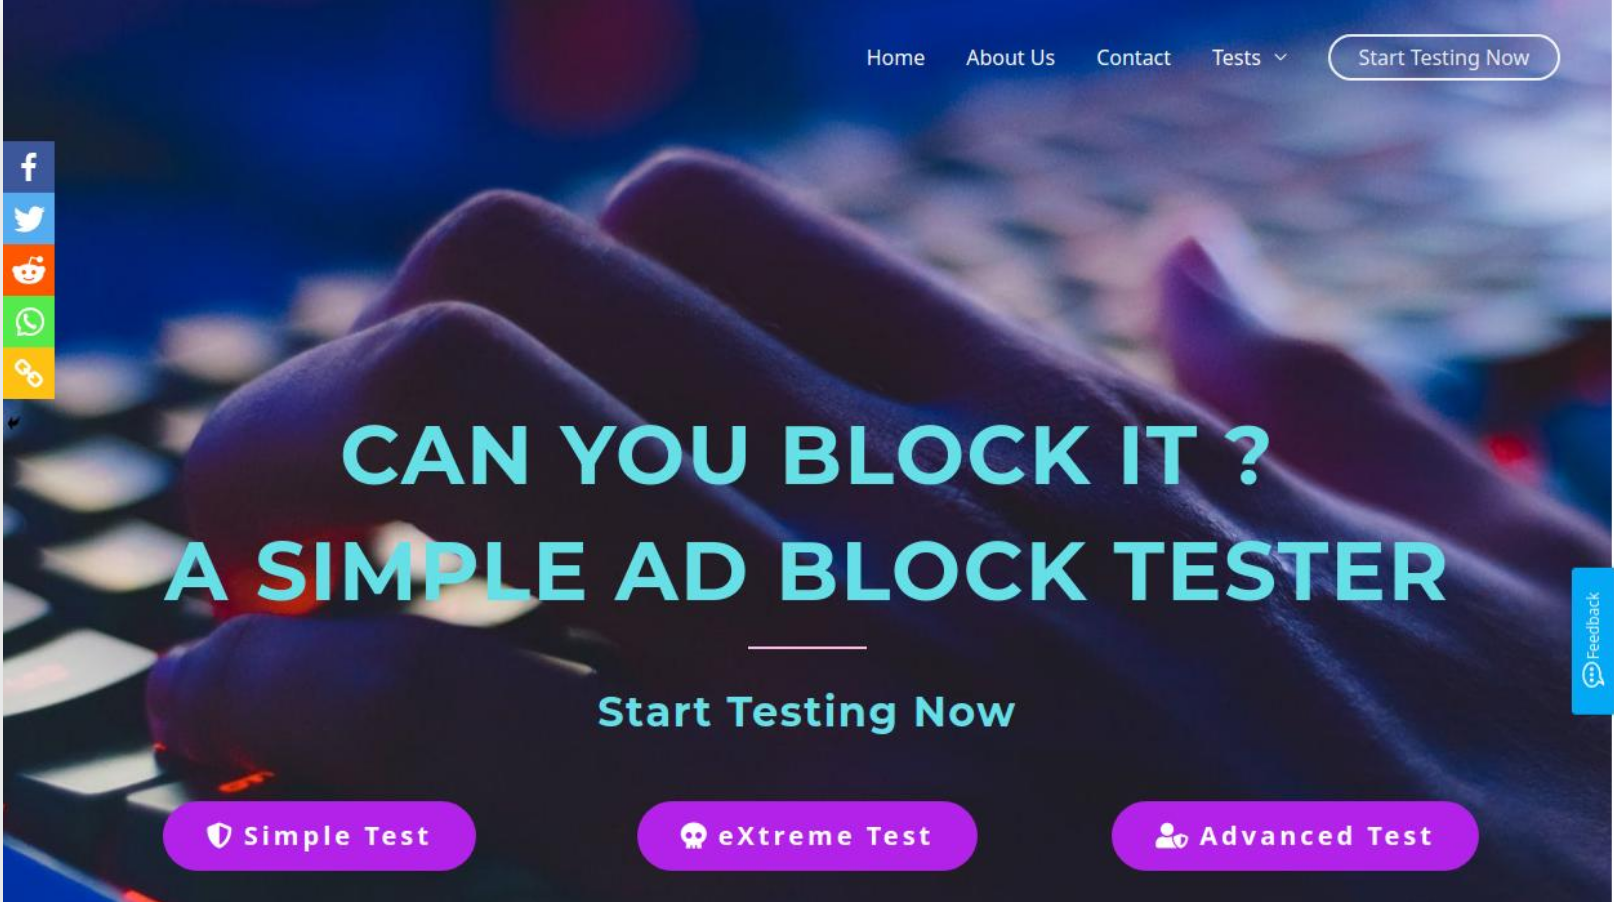 Home About Us Contact Tests Start Testing Now
CAN YOU BLOCK IT ?
A SIMPLE AD BLOCK TESTER
Feedback
Start Testing Now
Simple Test eXtreme Test Advanced Test